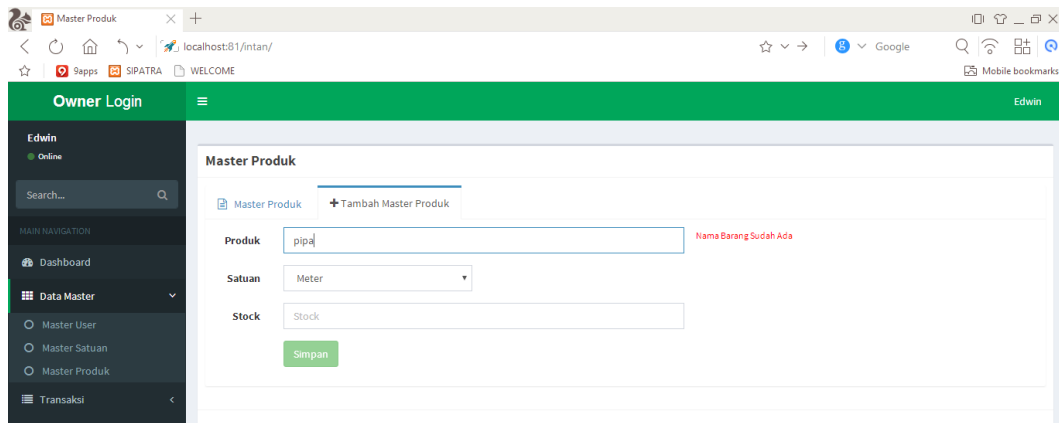 Master Produk
localhost:81/intan/
Google
9apps SIPATRA WELCOME
Mobile bookmarks
Owner Login
Edwin
Edwin
Online
Search...
MAIN NAVIGATION
Dashboard
Data Master
Master User
Master Satuan
Master Produk
Transaksi
Master Produk
Master Produk
Tambah Master Produk
Produk pipa Nama Barang Sudah Ada
Satuan Meter
Stock Stock
Simpan